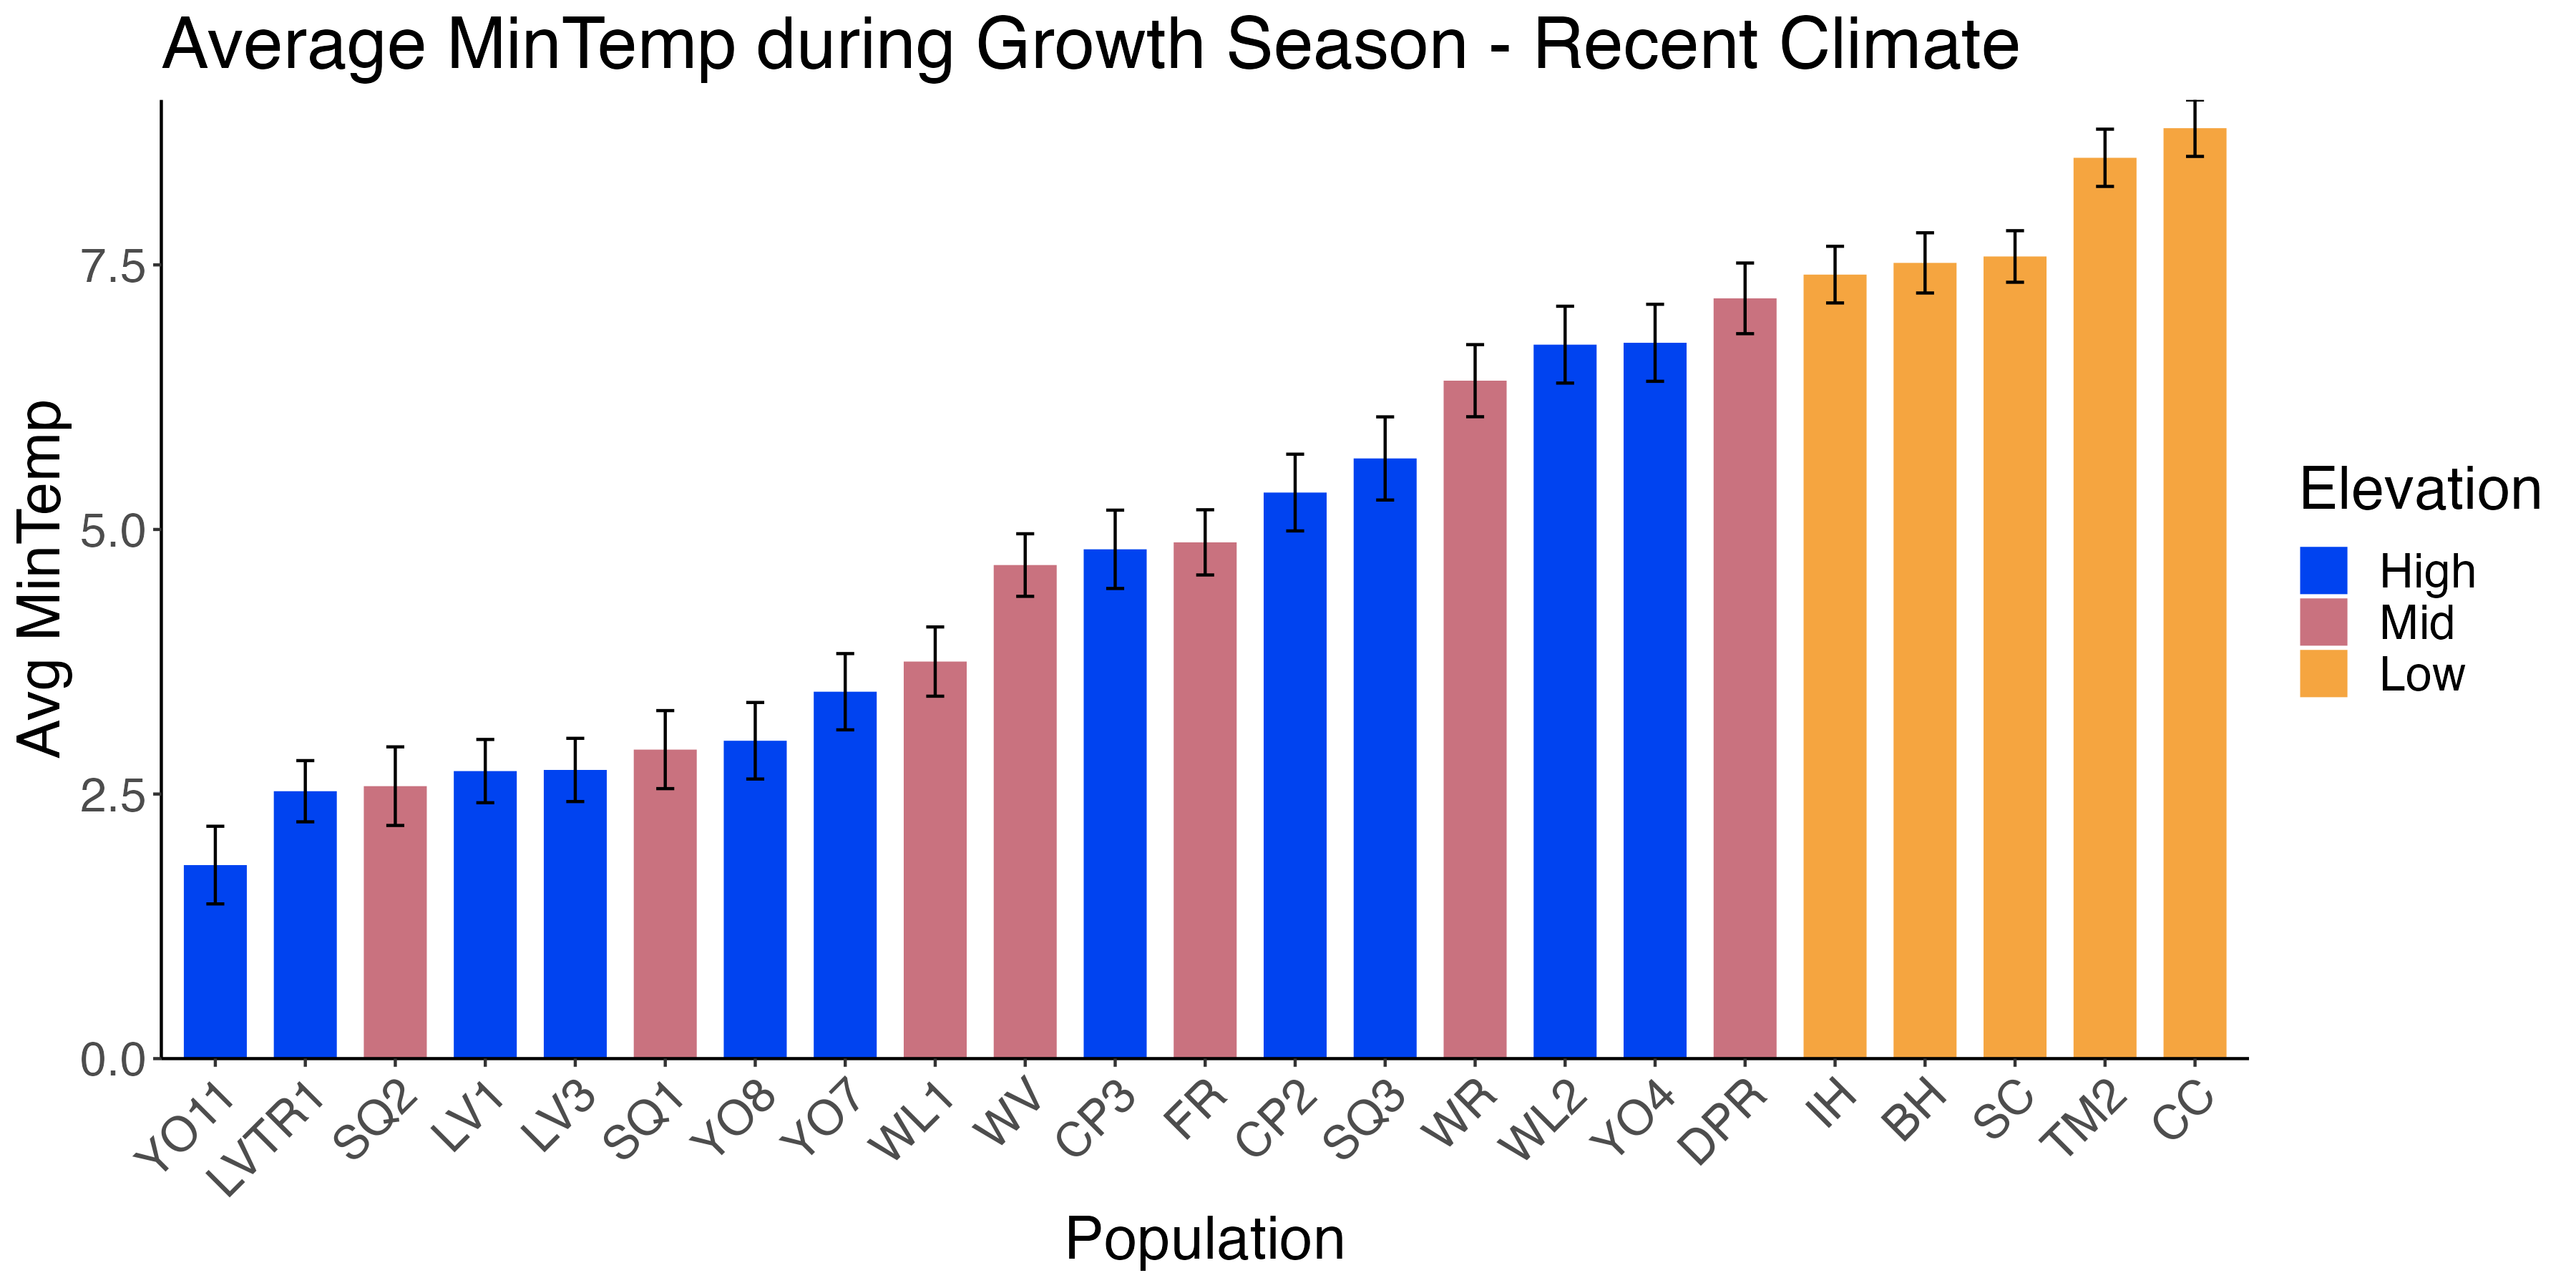 Average MinTemp during Growth Season - Recent Climate
Avg MinTemp
7.5
5.0
2.5
0.0
YO11
LVTR1
SQ2
LV1
LV3
SQ1
YO8
YO7
WL1
WV
CP3
FR
CP2
SQ3
WR
WL2
YO4
DPR
IH
BH
SC
TM2
CC
Population
Elevation
High
Mid
Low